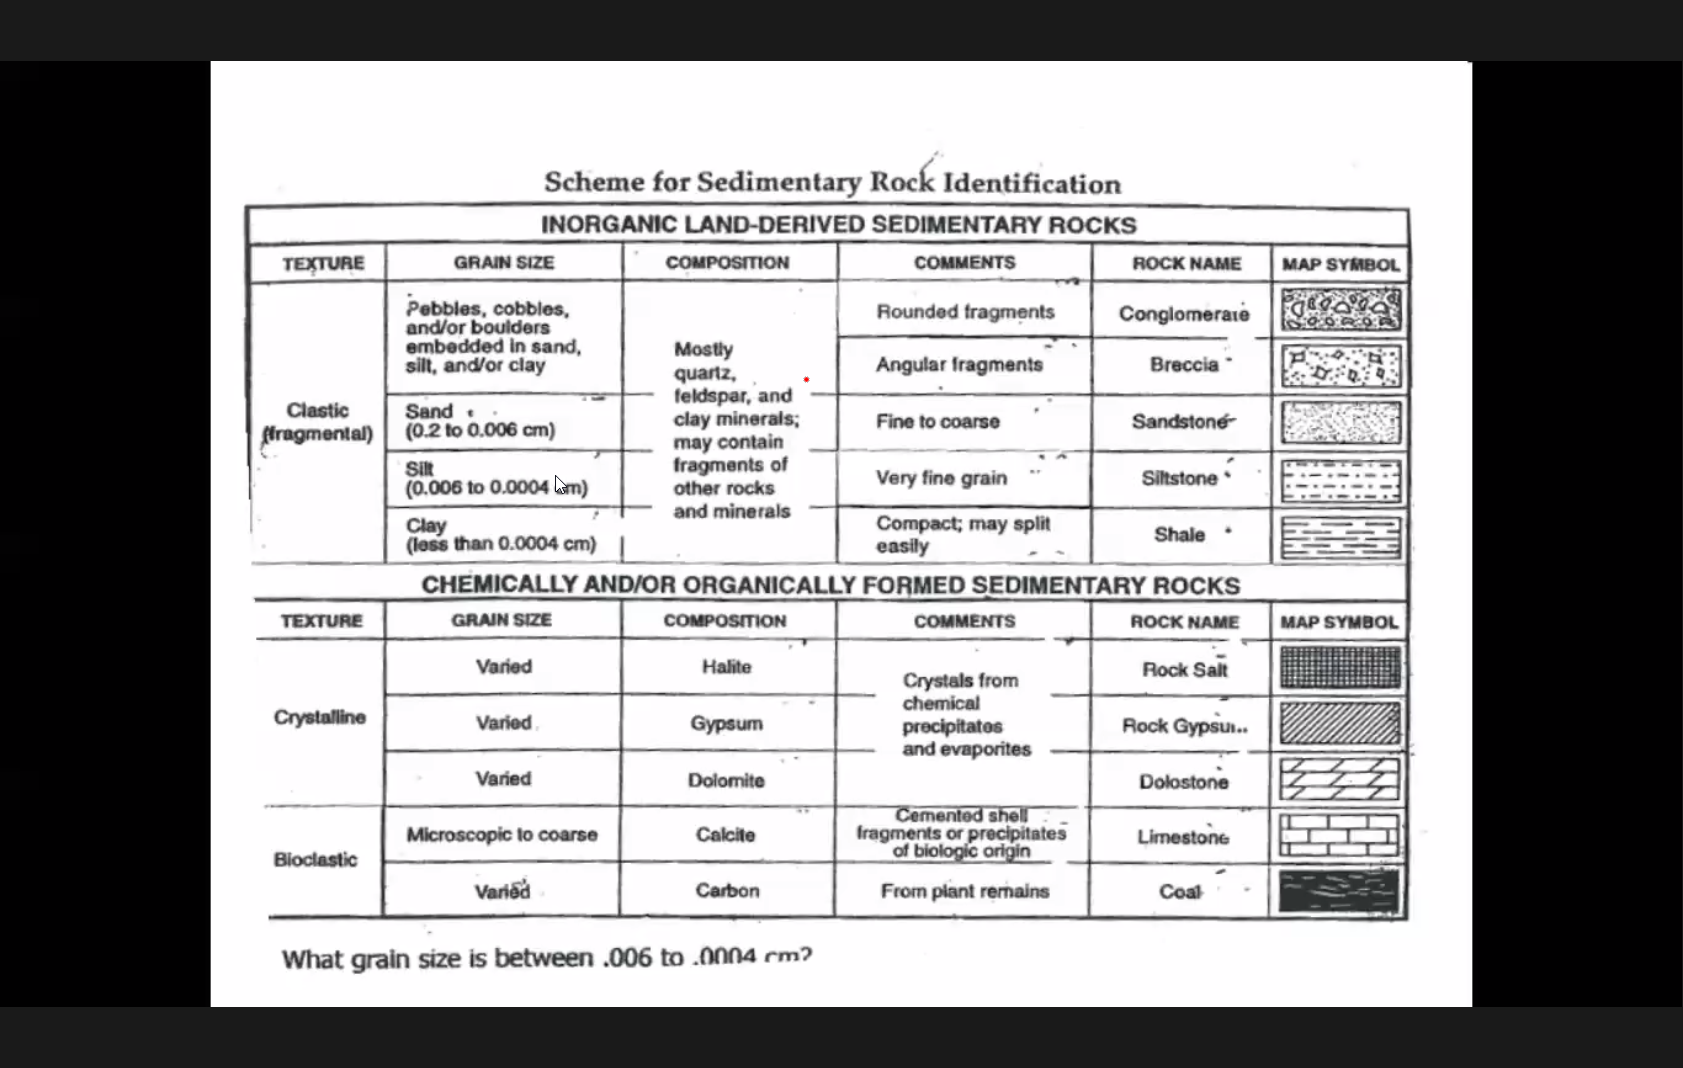 Scheme for Sedimentary Rock Identification
INORGANIC LAND-DERIVED SEDIMENTARY ROCKS
TEXTURE GRAIN SIZE COMPOSITION COMMENTS ROCK NAME MAP SYMBOL
Clastic
(fragmental)
Pebbles, cobbles,
and/or boulders
embedded in sand,
silt, and/or clay
Mostly
quartz,
feldspar, and
clay minerals;
may contain
fragments of
other rocks
and minerals
Rounded fragments Conglomerate
Angular fragments Breccia
Sand
(0.2 to 0.006 cm)
Fine to coarse Sandstone
Silt
(0.006 to 0.0004 cm)
Very fine grain Siltstone
Clay
(less than 0.0004 cm)
Compact; may split
easily
Shale
CHEMICALLY AND/OR ORGANICALLY FORMED SEDIMENTARY ROCKS
TEXTURE GRAIN SIZE COMPOSITION COMMENTS ROCK NAME MAP SYMBOL
Crystalline
Varied Halite
Crystals from
chemical
precipitates
and evaporites
Rock Salt
Varied Gypsum Rock Gypsum
Varied Dolomite Dolostone
Bioclastic
Microscopic to coarse Calcite
Cemented shell
fragments or precipitates
of biologic origin
Limestone
Varied Carbon From plant remains Coal
What grain size is between .006 to .0004 cm?